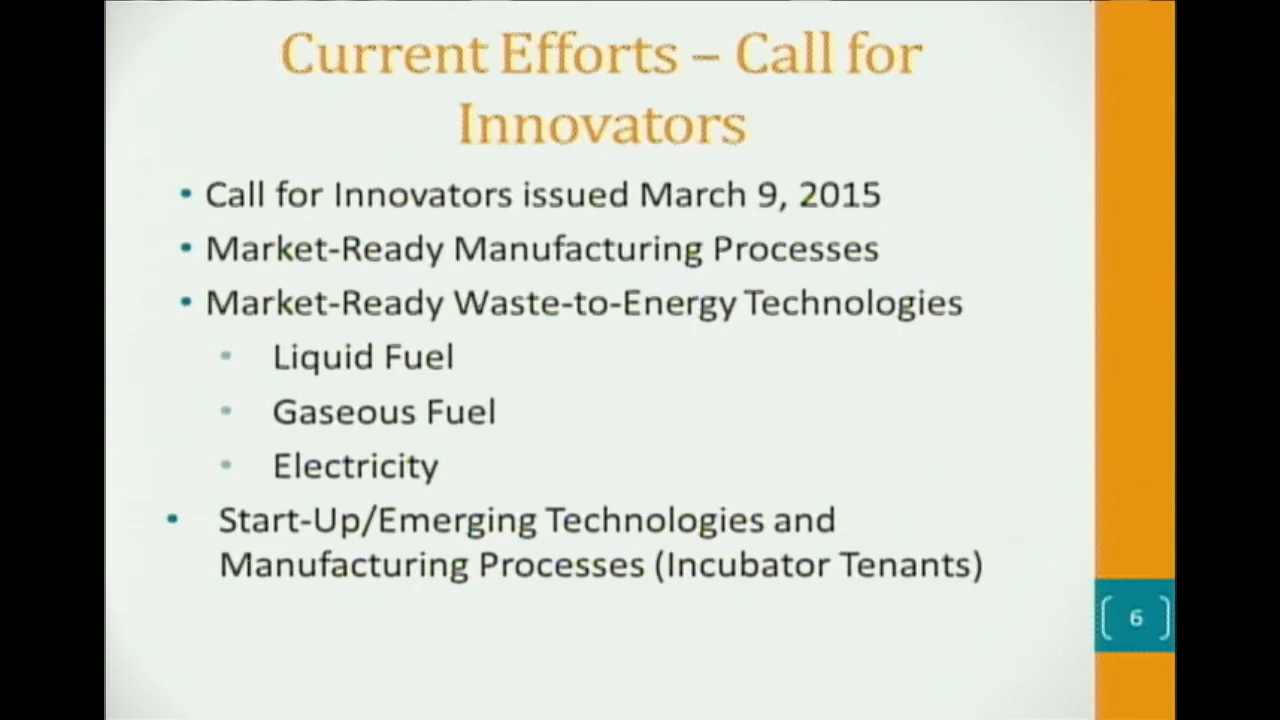 Current Efforts – Call for
Innovators
• Call for Innovators issued March 9, 2015
• Market-Ready Manufacturing Processes
• Market-Ready Waste-to-Energy Technologies
• Liquid Fuel
• Gaseous Fuel
• Electricity
• Start-Up/Emerging Technologies and
Manufacturing Processes (Incubator Tenants)
6